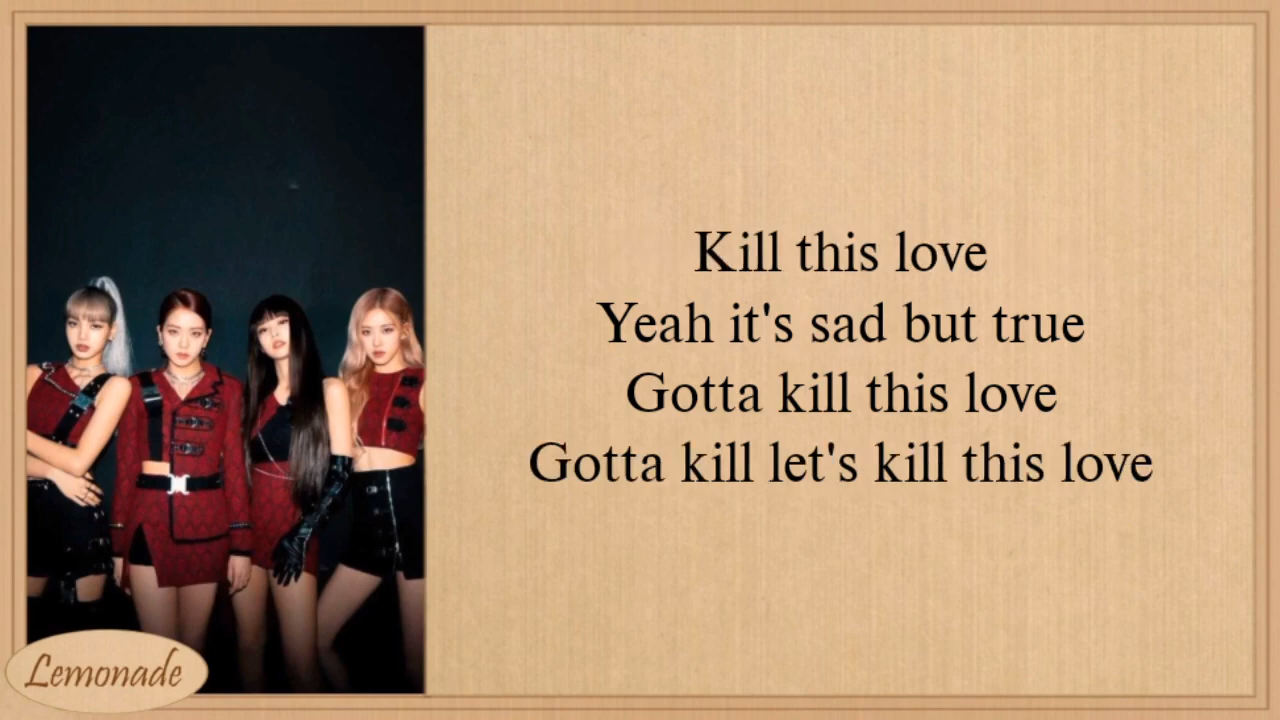 Kill this love
Yeah it's sad but true
Gotta kill this love
Gotta kill let's kill this love
Lemonade